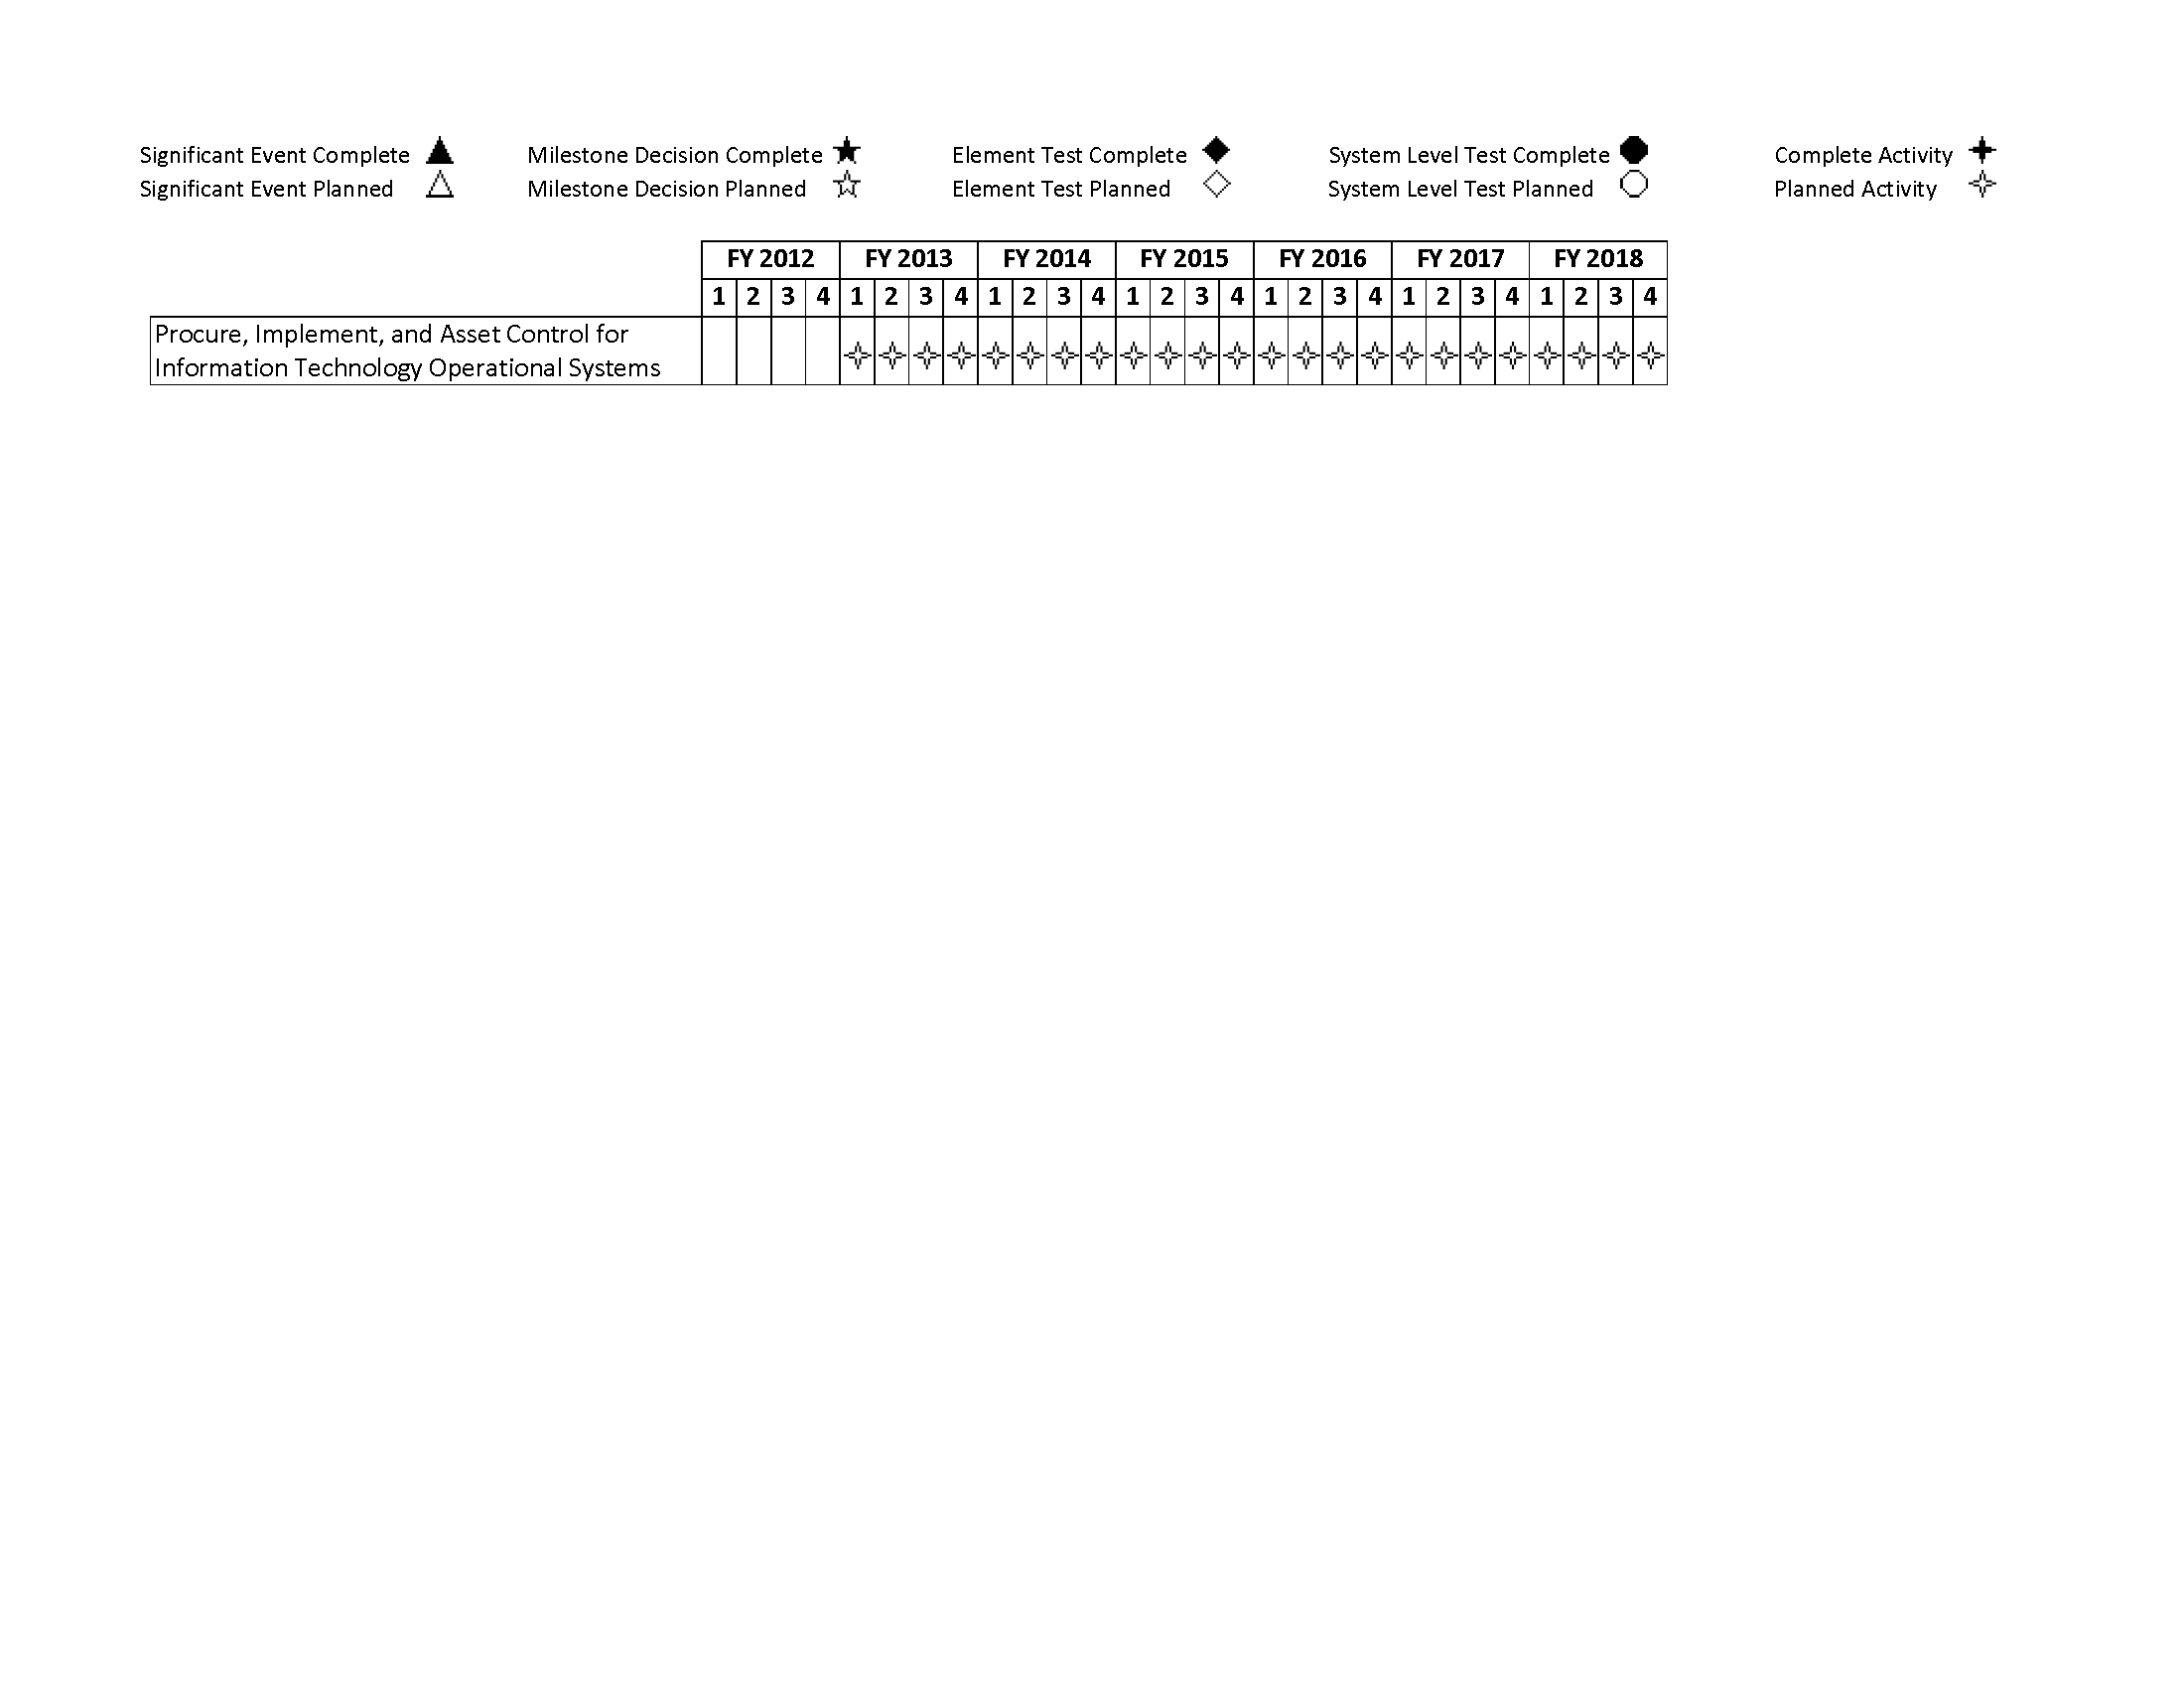 Significant Event Complete Milestone Decision Complete Element Test Complete System Level Test Complete Complete Activity
Significant Event Planned Milestone Decision Planned Element Test Planned System Level Test Planned Planned Activity
FY 2012 FY 2013 FY 2014 FY 2015 FY 2016 FY 2017 FY 2018
1 2 3 4 1 2 3 4 1 2 3 4 1 2 3 4 1 2 3 4 1 2 3 4 1 2 3 4
Procure, Implement, and Asset Control for
Information Technology Operational Systems